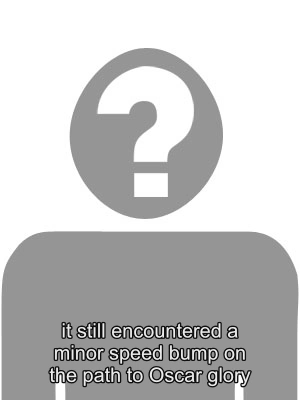 it still encountered a
minor speed bump on
the path to Oscar glory